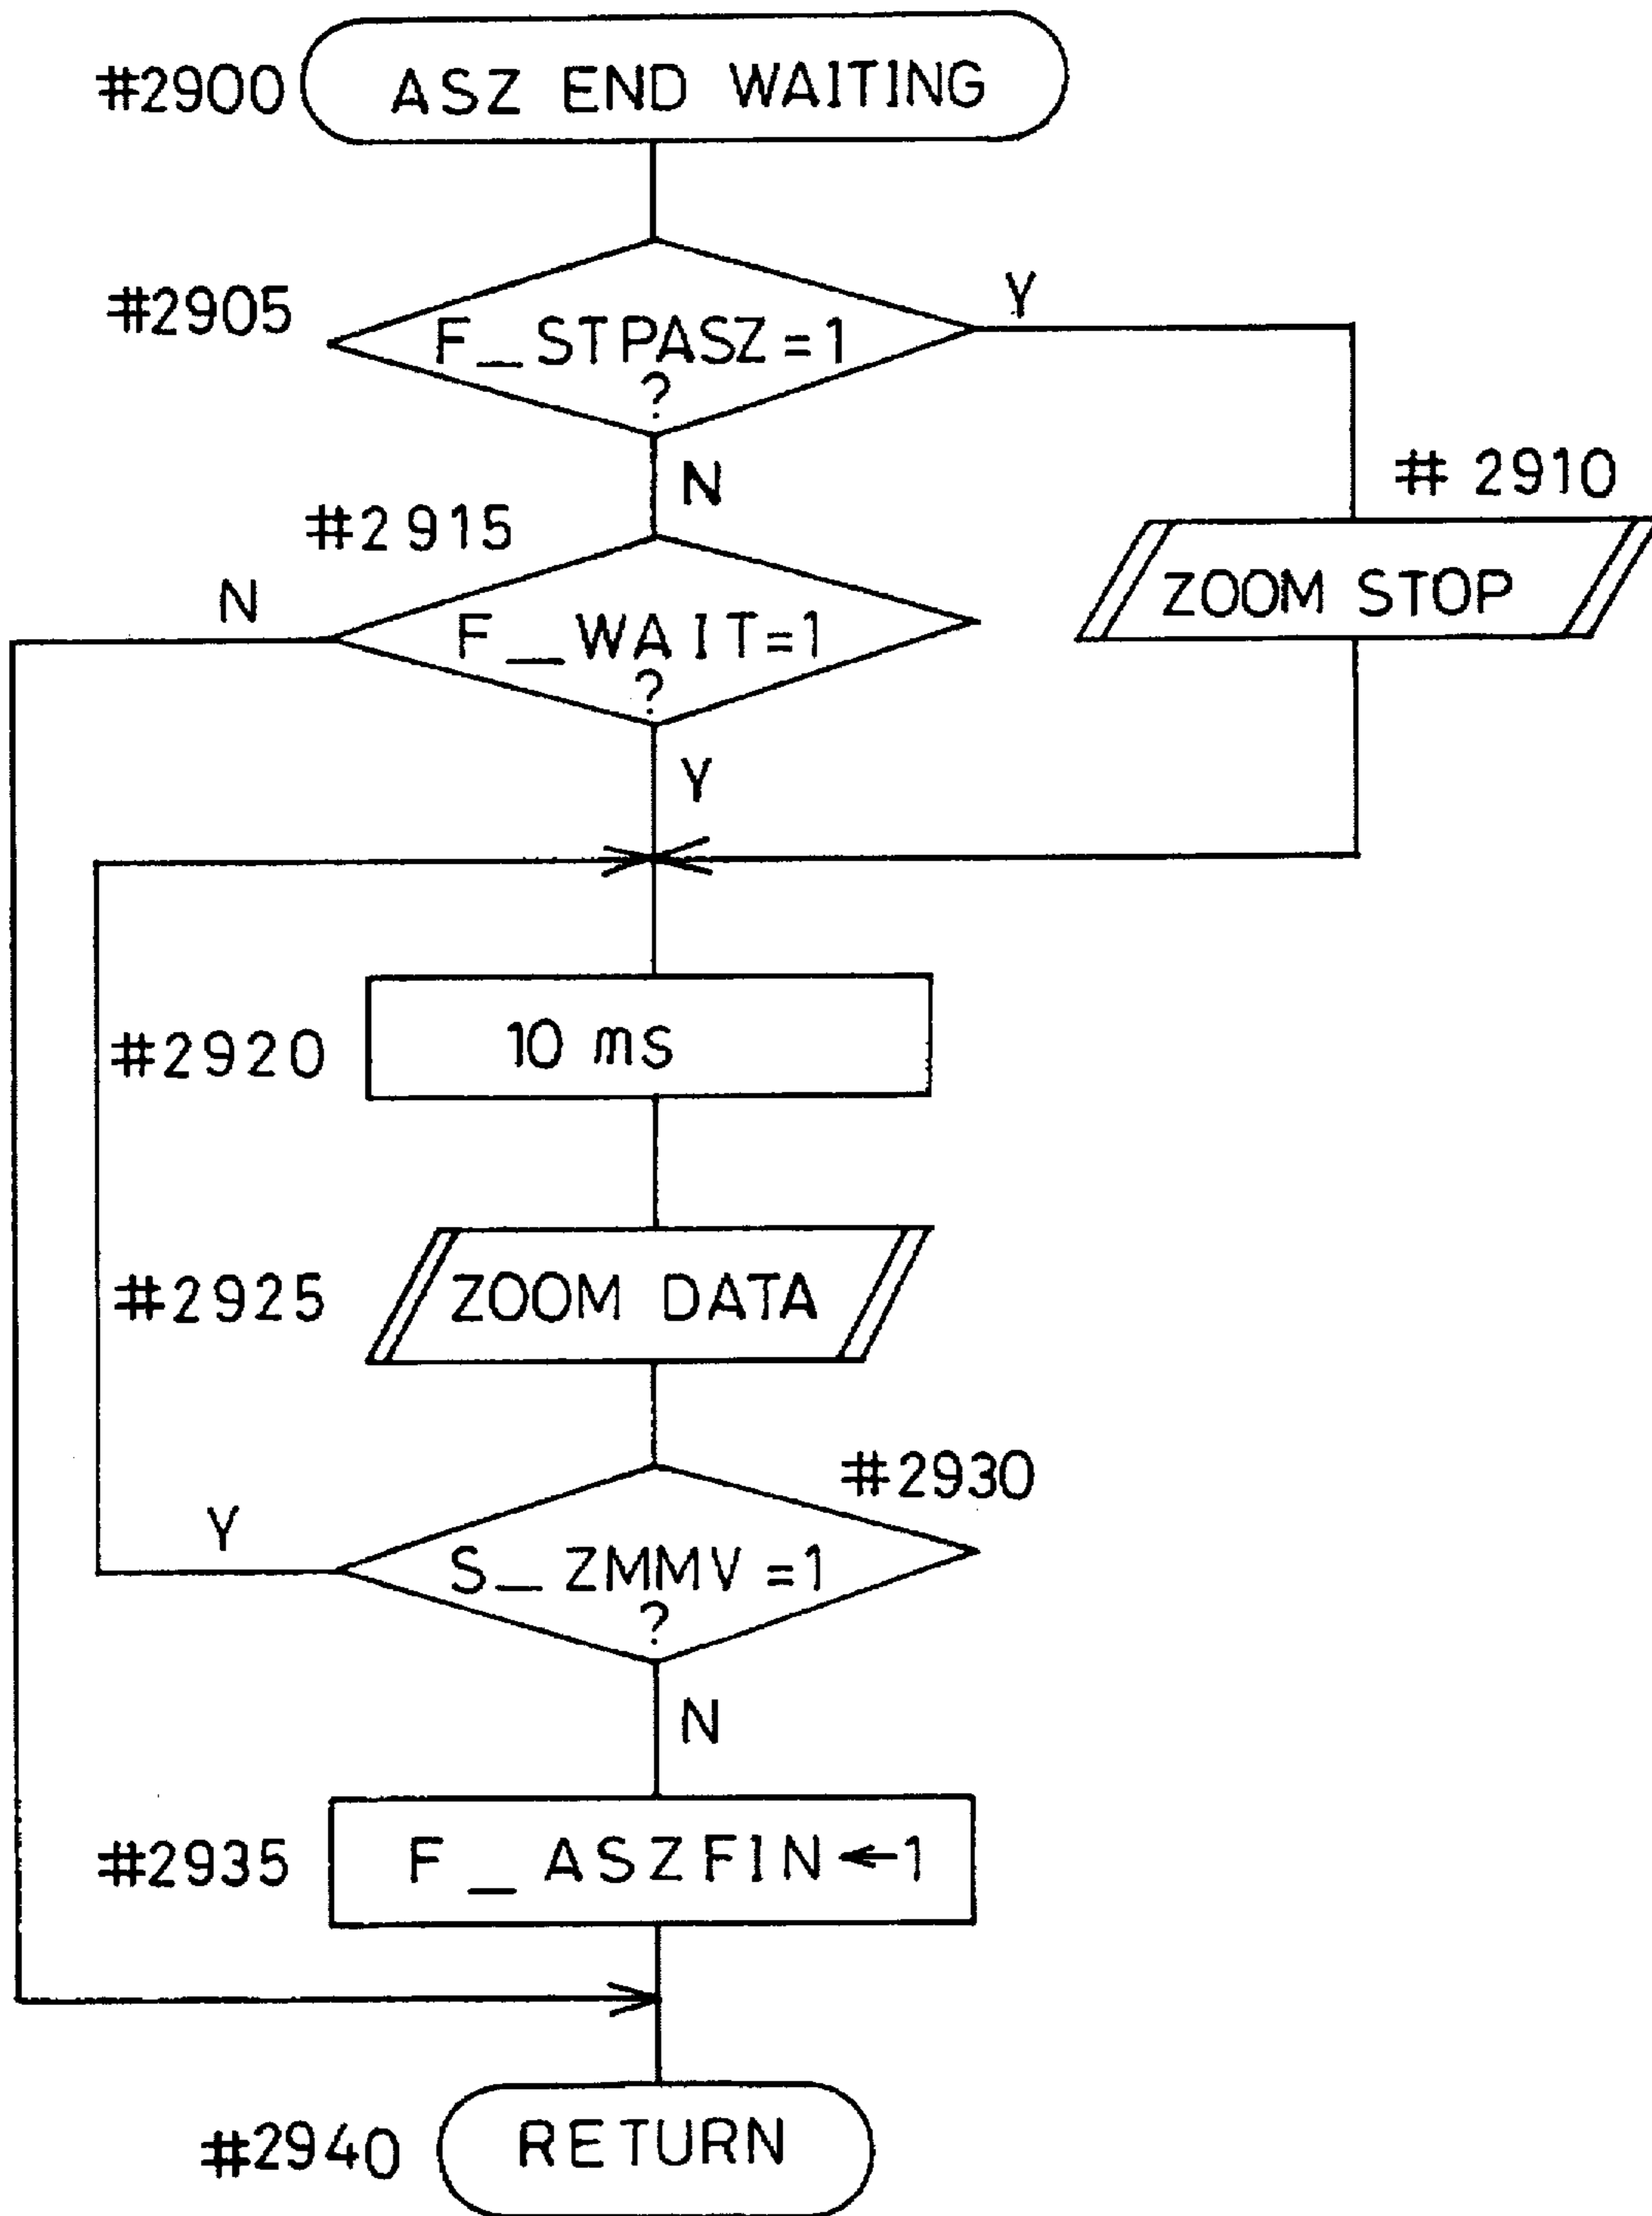 #2900 ASZ END WAITING
#2905 F_STPASZ=1
?
Y
N
#2910
ZOOM STOP
#2915
N
F_WAIT=1
?
Y
#2920 10 ms
#2925 ZOOM DATA
#2930
Y
S_ZMMV=1
?
N
#2935 F_ASZFIN←1
#2940 RETURN